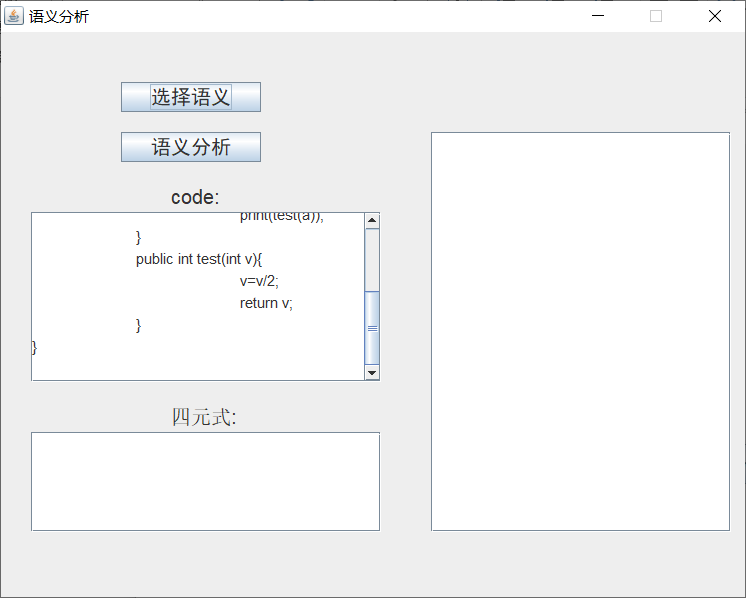 语义分析
选择语义
语义分析
code:
print(test(a));
}
public int test(int v){
v=v/2;
return v;
}
}
四元式: